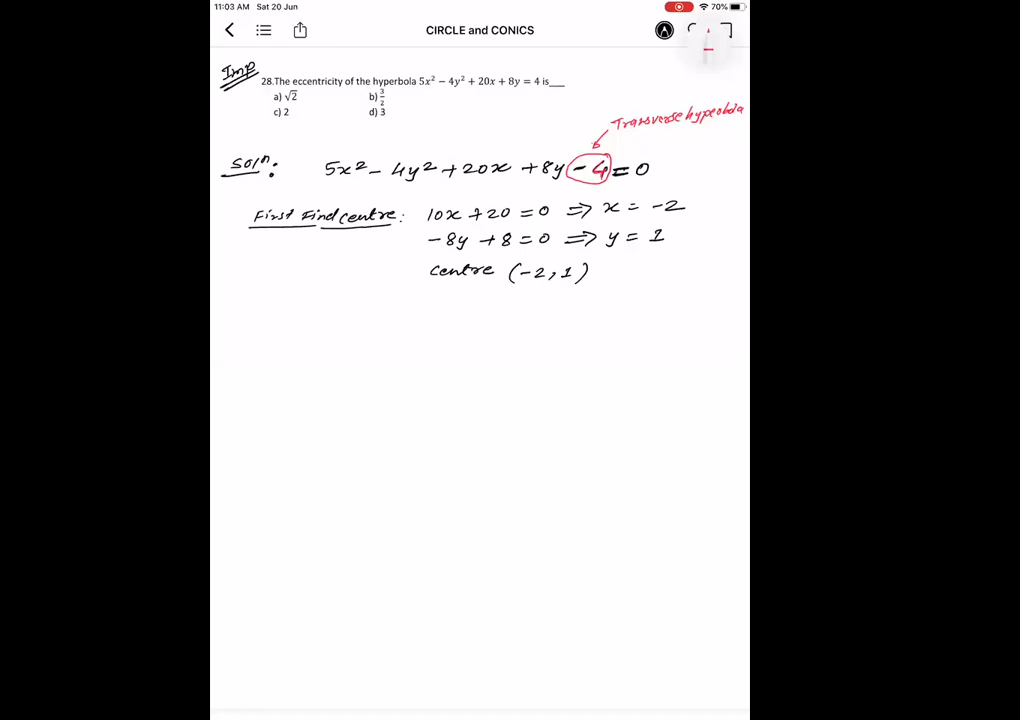 11:03 AM Sat 20 Jun
70%
CIRCLE and CONICS
Imp
28.The eccentricity of the hyperbola 5x² − 4y² + 20x + 8y = 4 is___
a) √2 b) 3/2
c) 2 d) 3
Transverse hypeobola
Solⁿ: 5x² − 4y² + 20x + 8y − 4 = 0
First Find centre: 10x + 20 = 0 ⇒ x = −2
−8y + 8 = 0 ⇒ y = 1
centre (−2, 1)